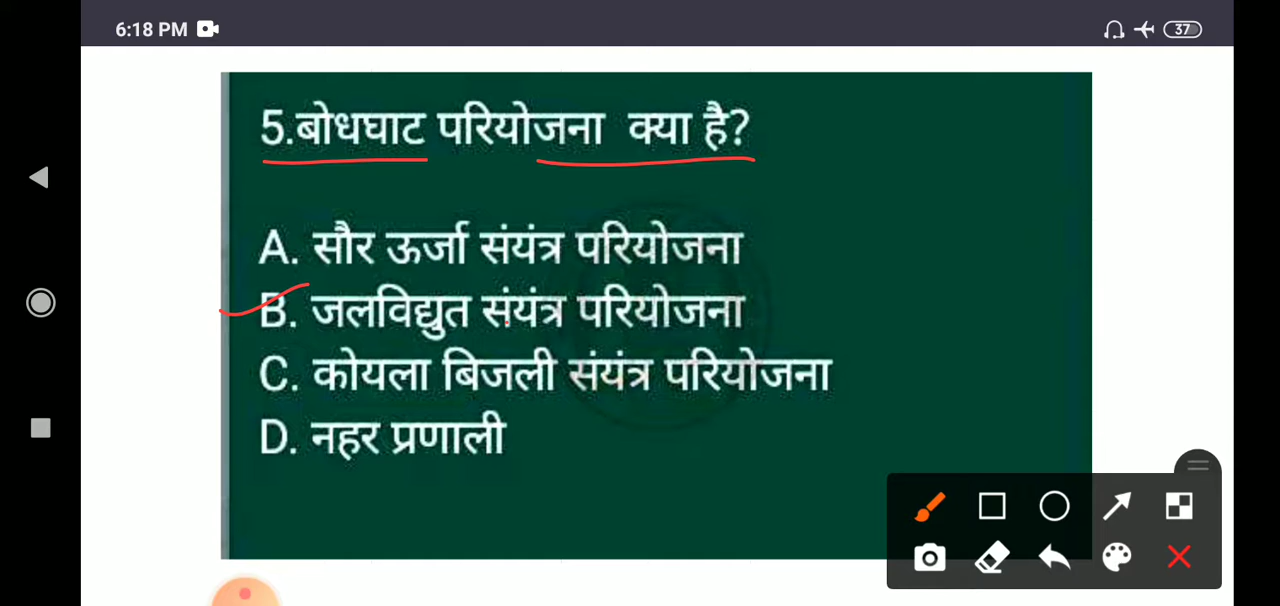 6:18 PM
37
5.बोधघाट परियोजना क्या है?
A. सौर ऊर्जा संयंत्र परियोजना
B. जलविद्युत संयंत्र परियोजना
C. कोयला बिजली संयंत्र परियोजना
D. नहर प्रणाली